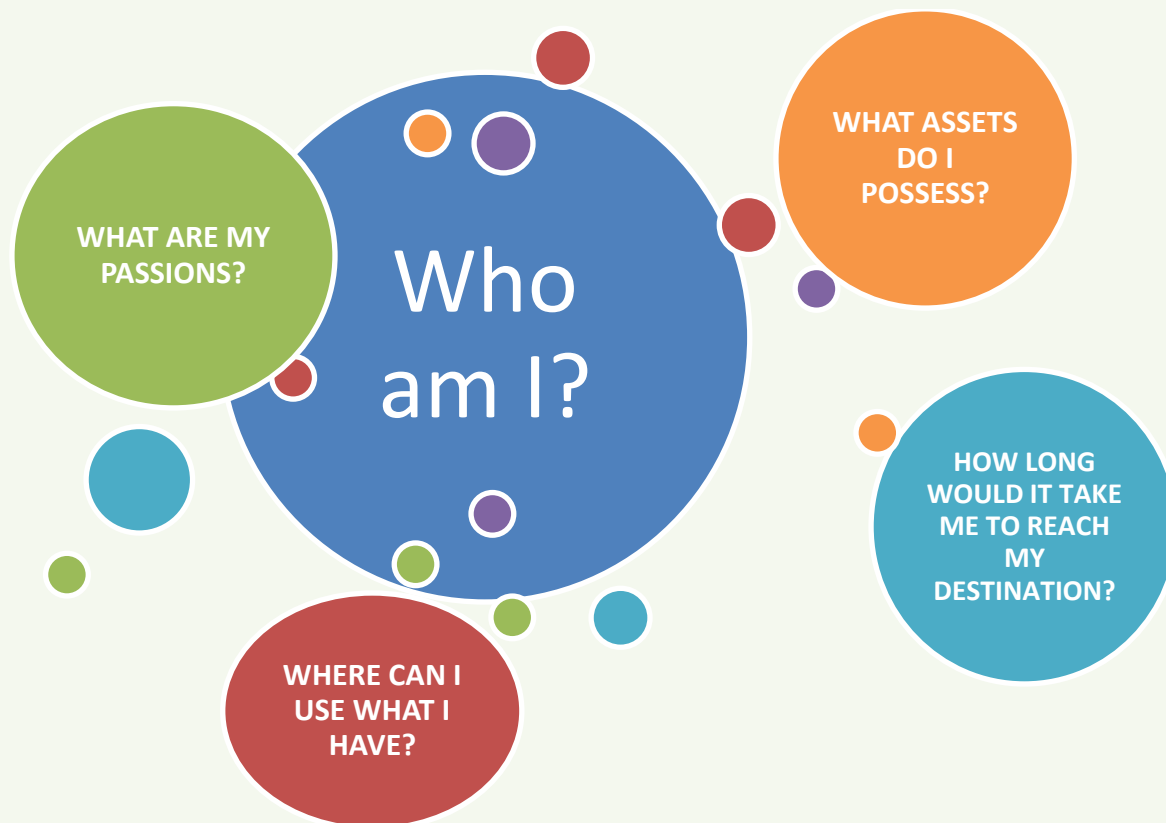 WHAT ASSETS
DO I
POSSESS?
WHAT ARE MY
PASSIONS?
Who
am I?
HOW LONG
WOULD IT TAKE
ME TO REACH
MY
DESTINATION?
WHERE CAN I
USE WHAT I
HAVE?